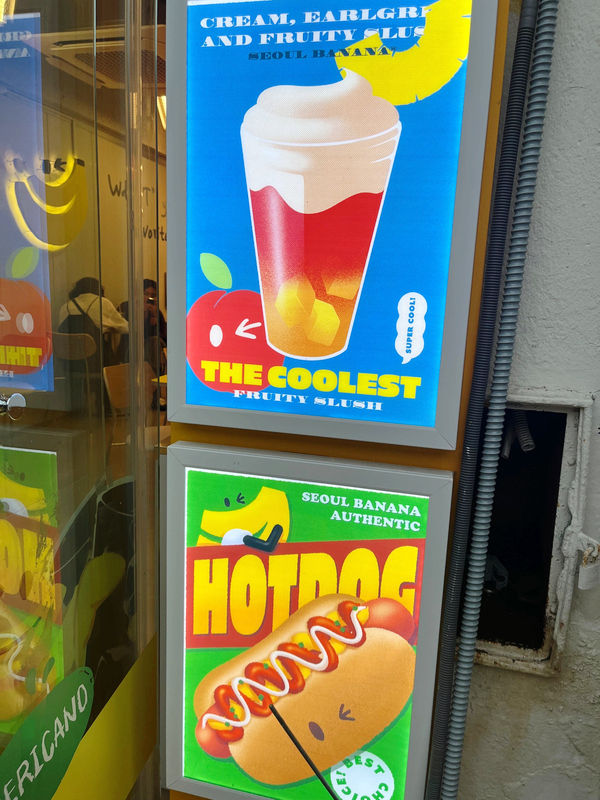 CREAM, EARLGRE
AND FRUITY SLUS
SEOUL BANANA
SUPER COOL!
THE COOLEST
FRUITY SLUSH
SEOUL BANANA
AUTHENTIC
HOTDOG
BEST CHOICE!
ERICANO